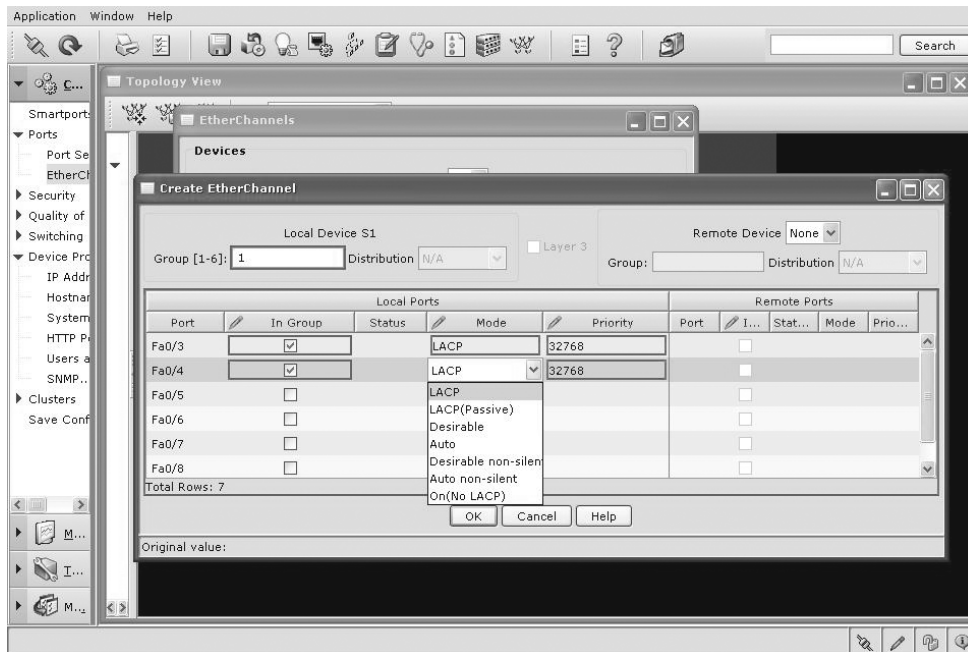 Application Window Help
Search
C...
Topology View
Smartports
Ports
EtherChannels
Port Se
Devices
EtherCh
Create EtherChannel
Security
Quality of
Local Device S1
Remote Device None
Switching
Layer 3
Group [1-6]: 1 Distribution N/A
Group: Distribution N/A
Device Pro
IP Addr
Local Ports Remote Ports
Hostnar
Port In Group Status Mode Priority Port I... Stat... Mode Prio...
System
HTTP P
Fa0/3 LACP 32768
Users a
Fa0/4 LACP 32768
SNMP..
Fa0/5 LACP
Clusters
LACP(Passive)
Save Conf
Fa0/6 Desirable
Fa0/7 Auto
Desirable non-silen
Fa0/8 Auto non-silent
Total Rows: 7
On(No LACP)
OK Cancel Help
M...
Original value:
I...
M...